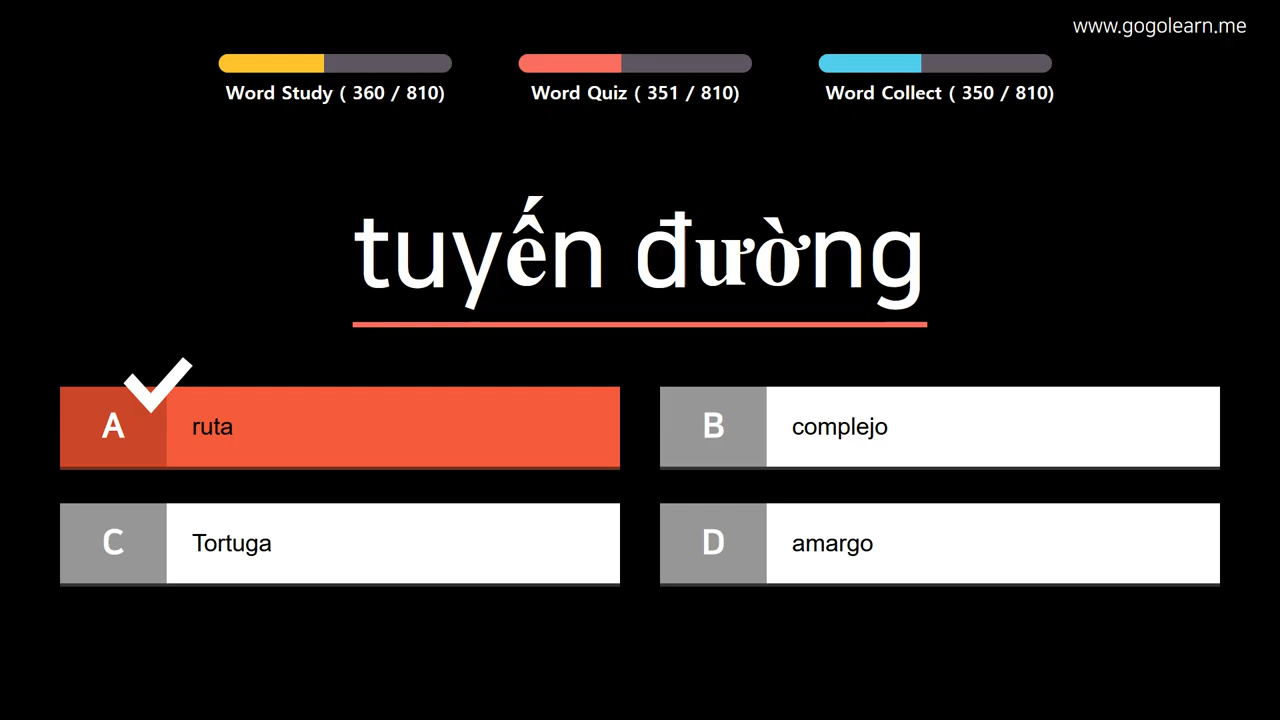 www.gogolearn.me
Word Study ( 360 / 810)
Word Quiz ( 351 / 810)
Word Collect ( 350 / 810)
tuyến đường
A ruta
B complejo
C Tortuga
D amargo